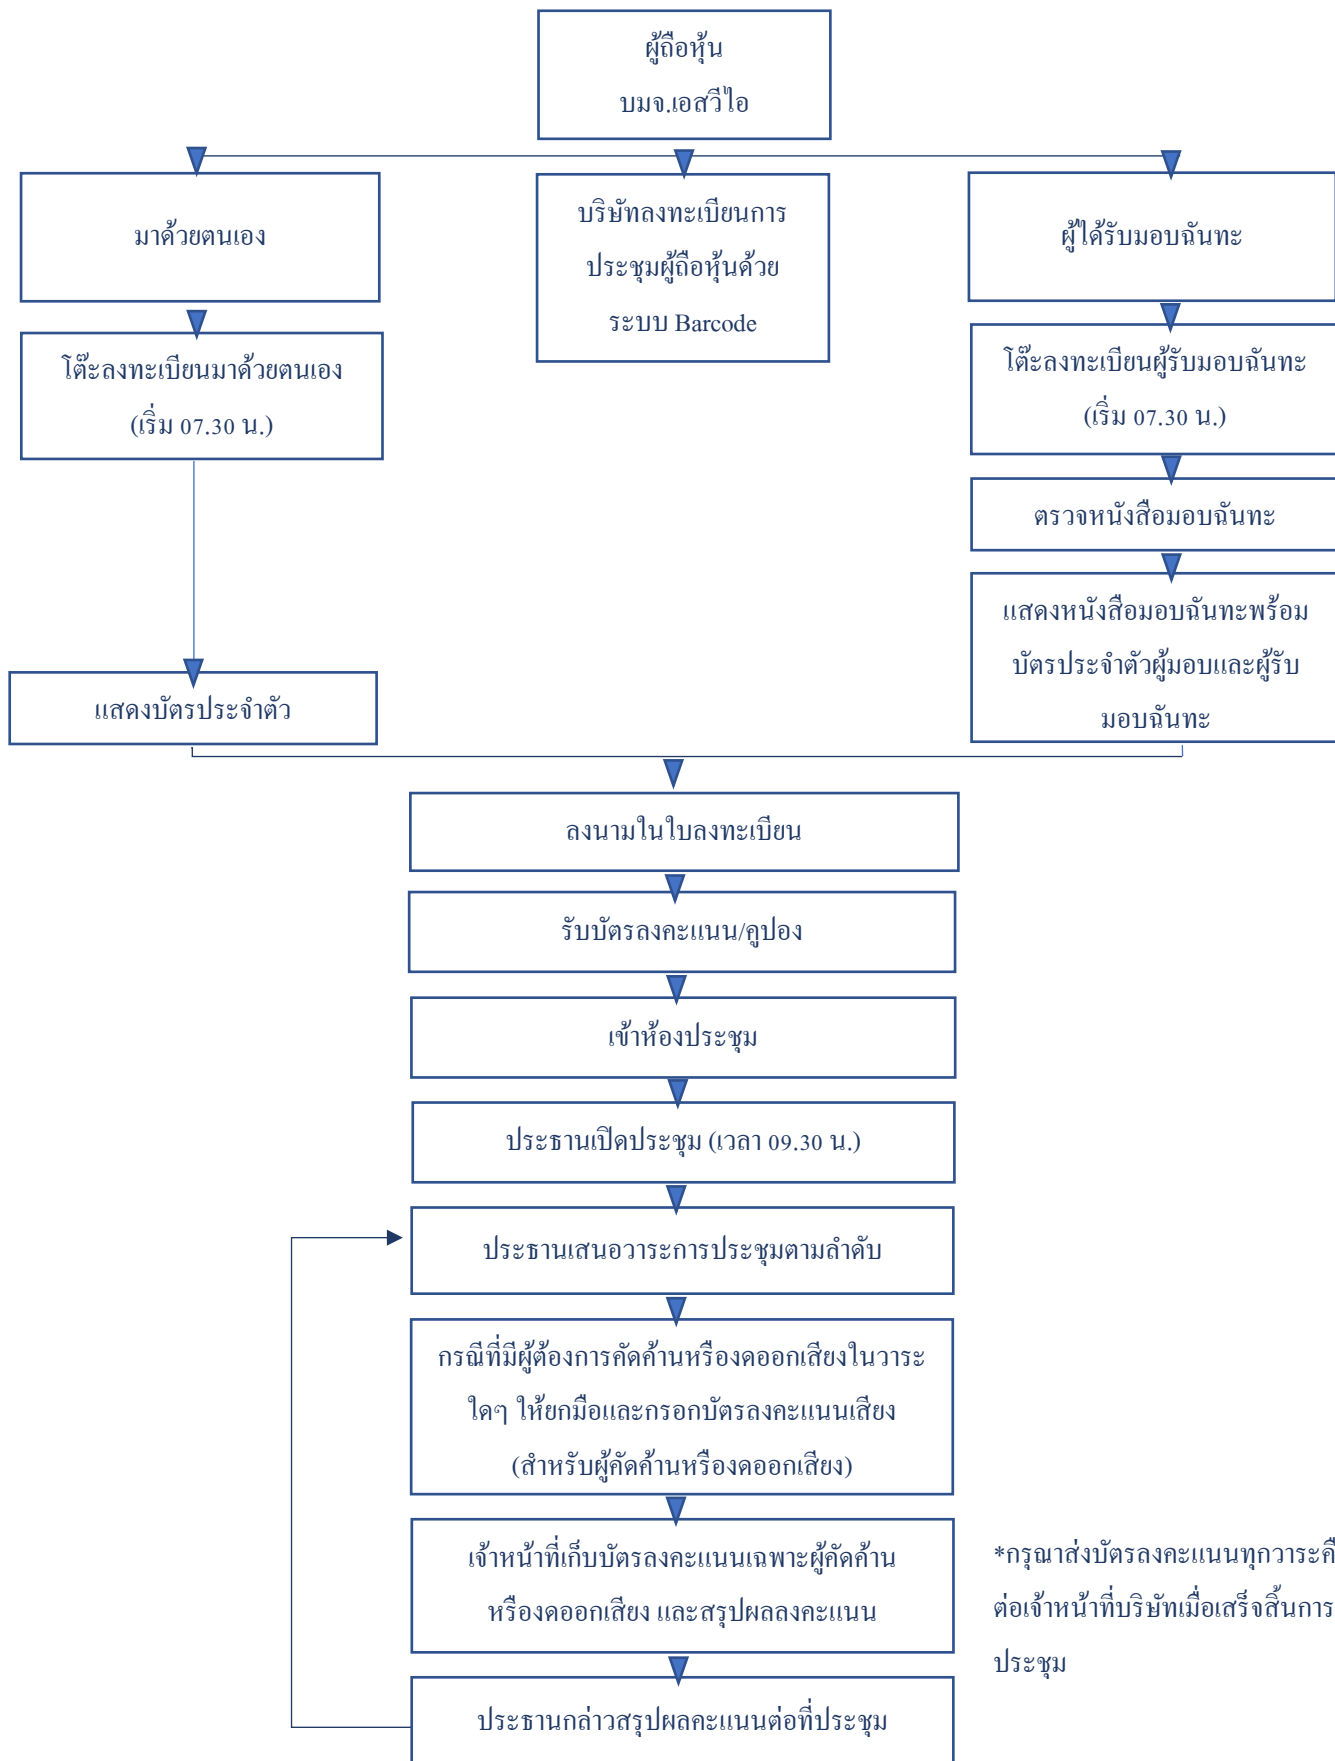 ผู้ถือหุ้น
บมจ.เอสวีไอ
มาด้วยตนเอง
บริษัทลงทะเบียนการ
ประชุมผู้ถือหุ้นด้วย
ระบบ Barcode
ผู้ได้รับมอบฉันทะ
โต๊ะลงทะเบียนมาด้วยตนเอง
(เริ่ม 07.30 น.)
โต๊ะลงทะเบียนผู้รับมอบฉันทะ
(เริ่ม 07.30 น.)
ตรวจหนังสือมอบฉันทะ
แสดงหนังสือมอบฉันทะพร้อม
บัตรประจำตัวผู้มอบและผู้รับ
มอบฉันทะ
แสดงบัตรประจำตัว
ลงนามในใบลงทะเบียน
รับบัตรลงคะแนน/คูปอง
เข้าห้องประชุม
ประธานเปิดประชุม (เวลา 09.30 น.)
ประธานเสนอวาระการประชุมตามลำดับ
กรณีที่มีผู้ต้องการคัดค้านหรืองดออกเสียงในวาระ
ใดๆ ให้ยกมือและกรอกบัตรลงคะแนนเสียง
(สำหรับผู้คัดค้านหรืองดออกเสียง)
เจ้าหน้าที่เก็บบัตรลงคะแนนเฉพาะผู้คัดค้าน
หรืองดออกเสียง และสรุปผลลงคะแนน
*กรุณาส่งบัตรลงคะแนนทุกวาระ
ต่อเจ้าหน้าที่บริษัทเมื่อเสร็จสิ้นการ
ประชุม
ประธานกล่าวสรุปผลคะแนนต่อที่ประชุม